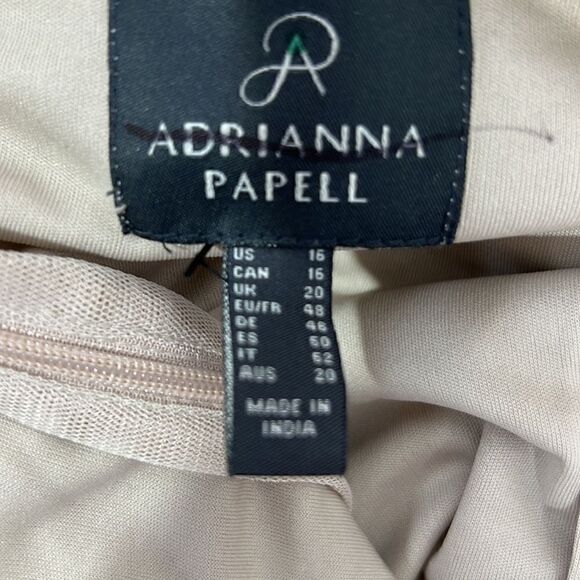 ADRIANNA
PAPELL
US 16
CAN 16
UK 20
EU/FR 48
DE 46
ES 50
IT 52
AUS 20
MADE IN
INDIA